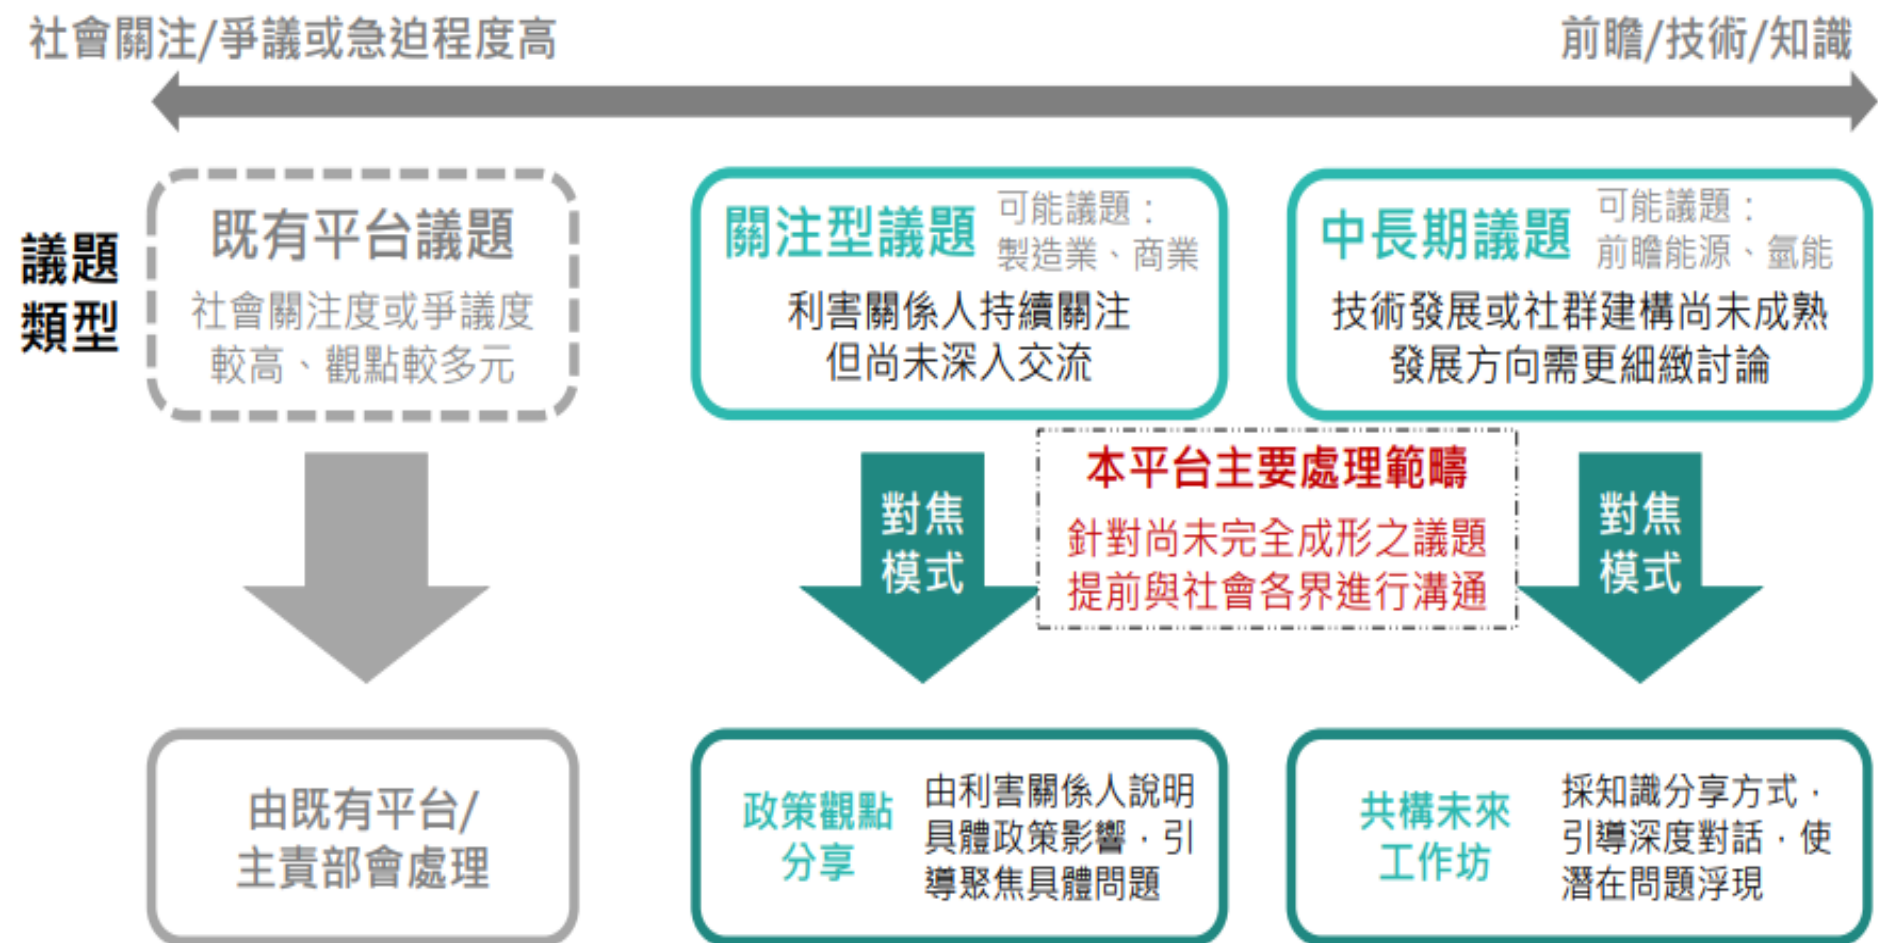 社會關注/爭議或急迫程度高
前瞻/技術/知識
議題
類型
既有平台議題
社會關注度或爭議度
較高、觀點較多元
關注型議題
可能議題：
製造業、商業
利害關係人持續關注
但尚未深入交流
中長期議題
可能議題：
前瞻能源、氫能
技術發展或社群建構尚未成熟
發展方向需更細緻討論
對焦
模式
本平台主要處理範疇
針對尚未完全成形之議題
提前與社會各界進行溝通
對焦
模式
由既有平台/
主責部會處理
政策觀點
分享
由利害關係人說明
具體政策影響，引
導聚焦具體問題
共構未來
工作坊
採知識分享方式，
引導深度對話，使
潛在問題浮現